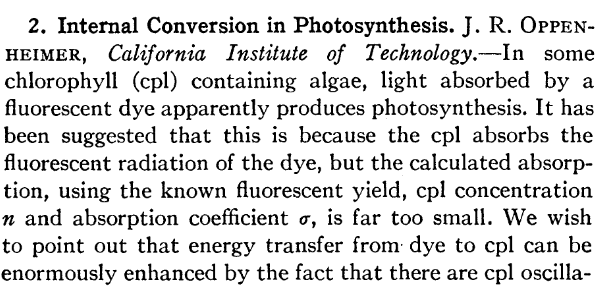 2. Internal Conversion in Photosynthesis. J. R. OPPEN-
HEIMER, California Institute of Technology.—In some
chlorophyll (cpl) containing algae, light absorbed by a
fluorescent dye apparently produces photosynthesis. It has
been suggested that this is because the cpl absorbs the
fluorescent radiation of the dye, but the calculated absorp-
tion, using the known fluorescent yield, cpl concentration
n and absorption coefficient σ, is far too small. We wish
to point out that energy transfer from dye to cpl can be
enormously enhanced by the fact that there are cpl oscilla-